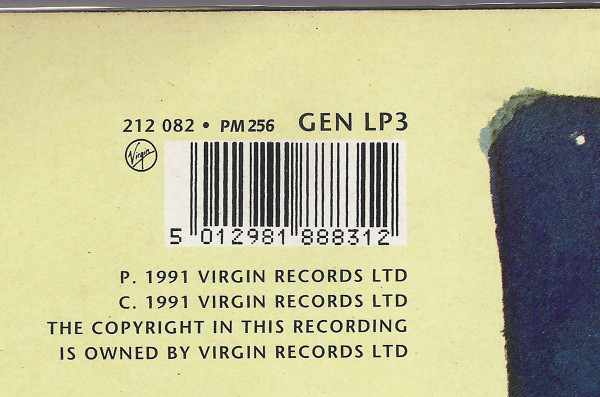 212 082 • PM 256 GEN LP3
Virgin
5 012981 888312
P. 1991 VIRGIN RECORDS LTD
C. 1991 VIRGIN RECORDS LTD
THE COPYRIGHT IN THIS RECORDING
IS OWNED BY VIRGIN RECORDS LTD